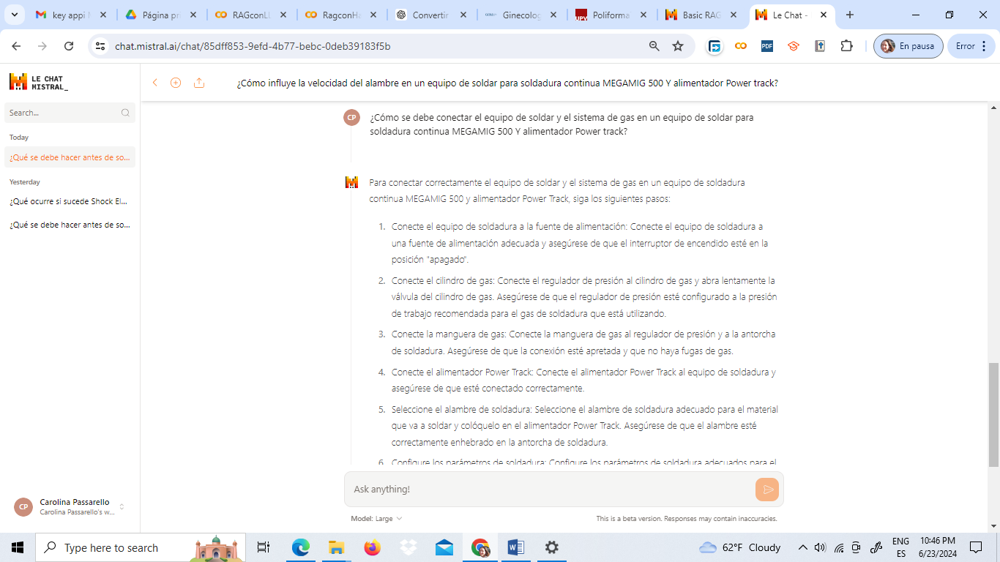 key appi M
Página pr
RAGconLL
RagconHa
Convertir
Ginecolog
UPV
Poliforma
Basic RAG
Le Chat -
chat.mistral.ai/chat/85dff853-9efd-4b77-bebc-0deb39183f5b
PDF
En pausa
Error
LE CHAT
MISTRAL_
¿Cómo influye la velocidad del alambre en un equipo de soldar para soldadura continua MEGAMIG 500 Y alimentador Power track?
Search...
Today
¿Qué se debe hacer antes de so...
Yesterday
¿Qué ocurre si sucede Shock El...
¿Qué se debe hacer antes de so...
CP
¿Cómo se debe conectar el equipo de soldar y el sistema de gas en un equipo de soldar para
soldadura continua MEGAMIG 500 Y alimentador Power track?
Para conectar correctamente el equipo de soldar y el sistema de gas en un equipo de soldadura
continua MEGAMIG 500 y alimentador Power Track, siga los siguientes pasos:
1. Conecte el equipo de soldadura a la fuente de alimentación: Conecte el equipo de soldadura a
una fuente de alimentación adecuada y asegúrese de que el interruptor de encendido esté en la
posición "apagado".
2. Conecte el cilindro de gas: Conecte el regulador de presión al cilindro de gas y abra lentamente la
válvula del cilindro de gas. Asegúrese de que el regulador de presión esté configurado a la presión
de trabajo recomendada para el gas de soldadura que está utilizando.
3. Conecte la manguera de gas: Conecte la manguera de gas al regulador de presión y a la antorcha
de soldadura. Asegúrese de que la conexión esté apretada y que no haya fugas de gas.
4. Conecte el alimentador Power Track: Conecte el alimentador Power Track al equipo de soldadura y
asegúrese de que esté conectado correctamente.
5. Seleccione el alambre de soldadura: Seleccione el alambre de soldadura adecuado para el material
que va a soldar y colóquelo en el alimentador Power Track. Asegúrese de que el alambre esté
correctamente enhebrado en la antorcha de soldadura.
6. Configure los parámetros de soldadura: Configure los parámetros de soldadura adecuados para el
Ask anything!
Model: Large
This is a beta version. Responses may contain inaccuracies.
CP
Carolina Passarello
Carolina Passarello's w...
Type here to search
62°F Cloudy
ENG
ES
10:46 PM
6/23/2024